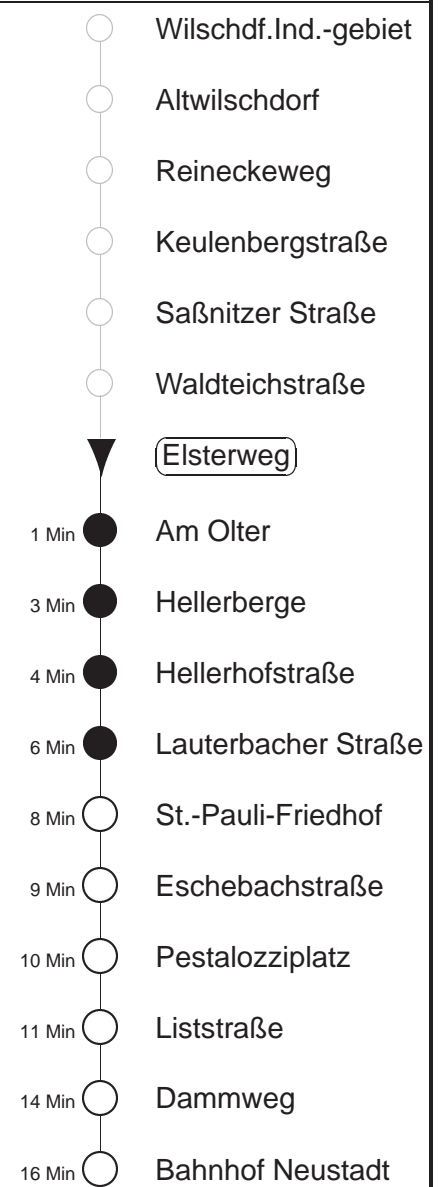 Wilschdf.Ind.-gebiet
Altwilschdorf
Reineckeweg
Keulenbergstraße
Saßnitzer Straße
Waldteichstraße
Elsterweg
1 Min Am Olter
3 Min Hellerberge
4 Min Hellerhofstraße
6 Min Lauterbacher Straße
8 Min St.-Pauli-Friedhof
9 Min Eschebachstraße
10 Min Pestalozziplatz
11 Min Liststraße
14 Min Dammweg
16 Min Bahnhof Neustadt